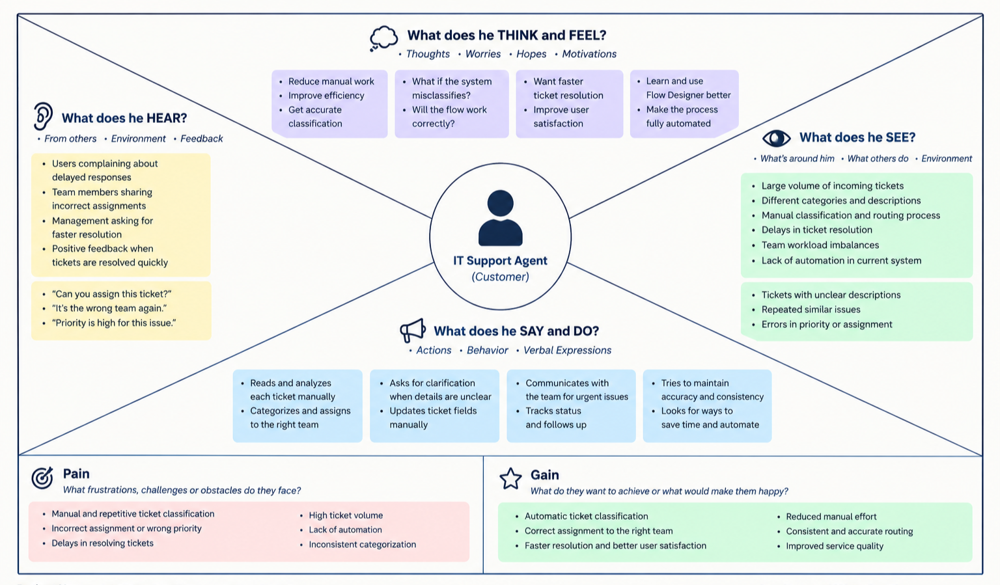 What does he THINK and FEEL?
• Thoughts • Worries • Hopes • Motivations
• Reduce manual work
• Improve efficiency
• Get accurate
classification
• What if the system
misclassifies?
• Will the flow work
correctly?
• Want faster
ticket resolution
• Improve user
satisfaction
• Learn and use
Flow Designer better
• Make the process
fully automated
What does he HEAR?
• From others • Environment • Feedback
• Users complaining about
delayed responses
• Team members sharing
incorrect assignments
• Management asking for
faster resolution
• Positive feedback when
tickets are resolved quickly
• “Can you assign this ticket?”
• “It’s the wrong team again.”
• “Priority is high for this issue.”
IT Support Agent
(Customer)
What does he SEE?
• What’s around him • What others do • Environment
• Large volume of incoming tickets
• Different categories and descriptions
• Manual classification and routing process
• Delays in ticket resolution
• Team workload imbalances
• Lack of automation in current system
• Tickets with unclear descriptions
• Repeated similar issues
• Errors in priority or assignment
What does he SAY and DO?
• Actions • Behavior • Verbal Expressions
• Reads and analyzes
each ticket manually
• Categorizes and assigns
to the right team
• Asks for clarification
when details are unclear
• Updates ticket fields
manually
• Communicates with
the team for urgent issues
• Tracks status
and follows up
• Tries to maintain
accuracy and consistency
• Looks for ways to
save time and automate
Pain
What frustrations, challenges or obstacles do they face?
• Manual and repetitive ticket classification
• Incorrect assignment or wrong priority
• Delays in resolving tickets
• High ticket volume
• Lack of automation
• Inconsistent categorization
Gain
What do they want to achieve or what would make them happy?
• Automatic ticket classification
• Correct assignment to the right team
• Faster resolution and better user satisfaction
• Reduced manual effort
• Consistent and accurate routing
• Improved service quality